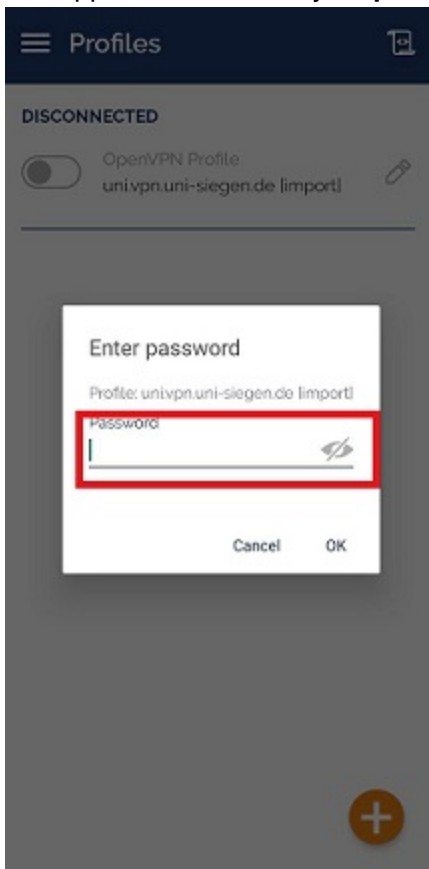 Profiles
DISCONNECTED
OpenVPN Profile
uni.vpn.uni-siegen.de [import]
Enter password
Profile: uni.vpn.uni-siegen.de [import]
Password
Cancel OK